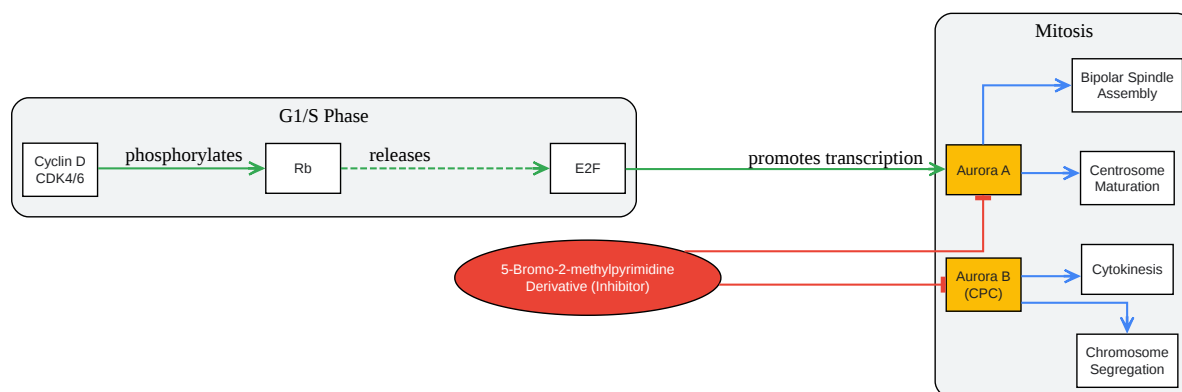 Mitosis
Bipolar Spindle
Assembly
G1/S Phase
Cyclin D
CDK4/6
phosphorylates
Rb
releases
E2F
promotes transcription
Aurora A
Centrosome
Maturation
5-Bromo-2-methylpyrimidine
Derivative (Inhibitor)
Aurora B
(CPC)
Cytokinesis
Chromosome
Segregation